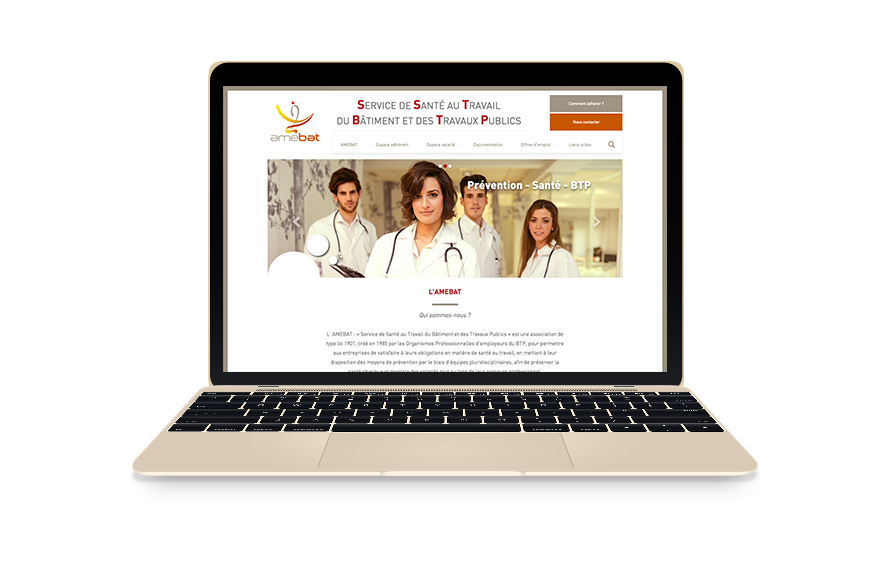 amebat
SERVICE DE SANTÉ AU TRAVAIL
DU BÂTIMENT ET DES TRAVAUX PUBLICS
Comment adhérer ?
Nous contacter
AMEBAT Espace adhérent Espace salarié Documentation Offres d'emploi Liens utiles
Prévention - Santé - BTP
L'AMEBAT
Qui sommes-nous ?
L'AMEBAT : « Service de Santé au Travail du Bâtiment et des Travaux Publics » est une association de
type loi 1901, créé en 1985 par les Organismes Professionnelles d'employeurs du BTP, pour permettre
aux entreprises de satisfaire à leurs obligations en matière de santé au travail, en mettant à leur
disposition des moyens de prévention par le biais d'équipes pluridisciplinaires, afin de préserver la